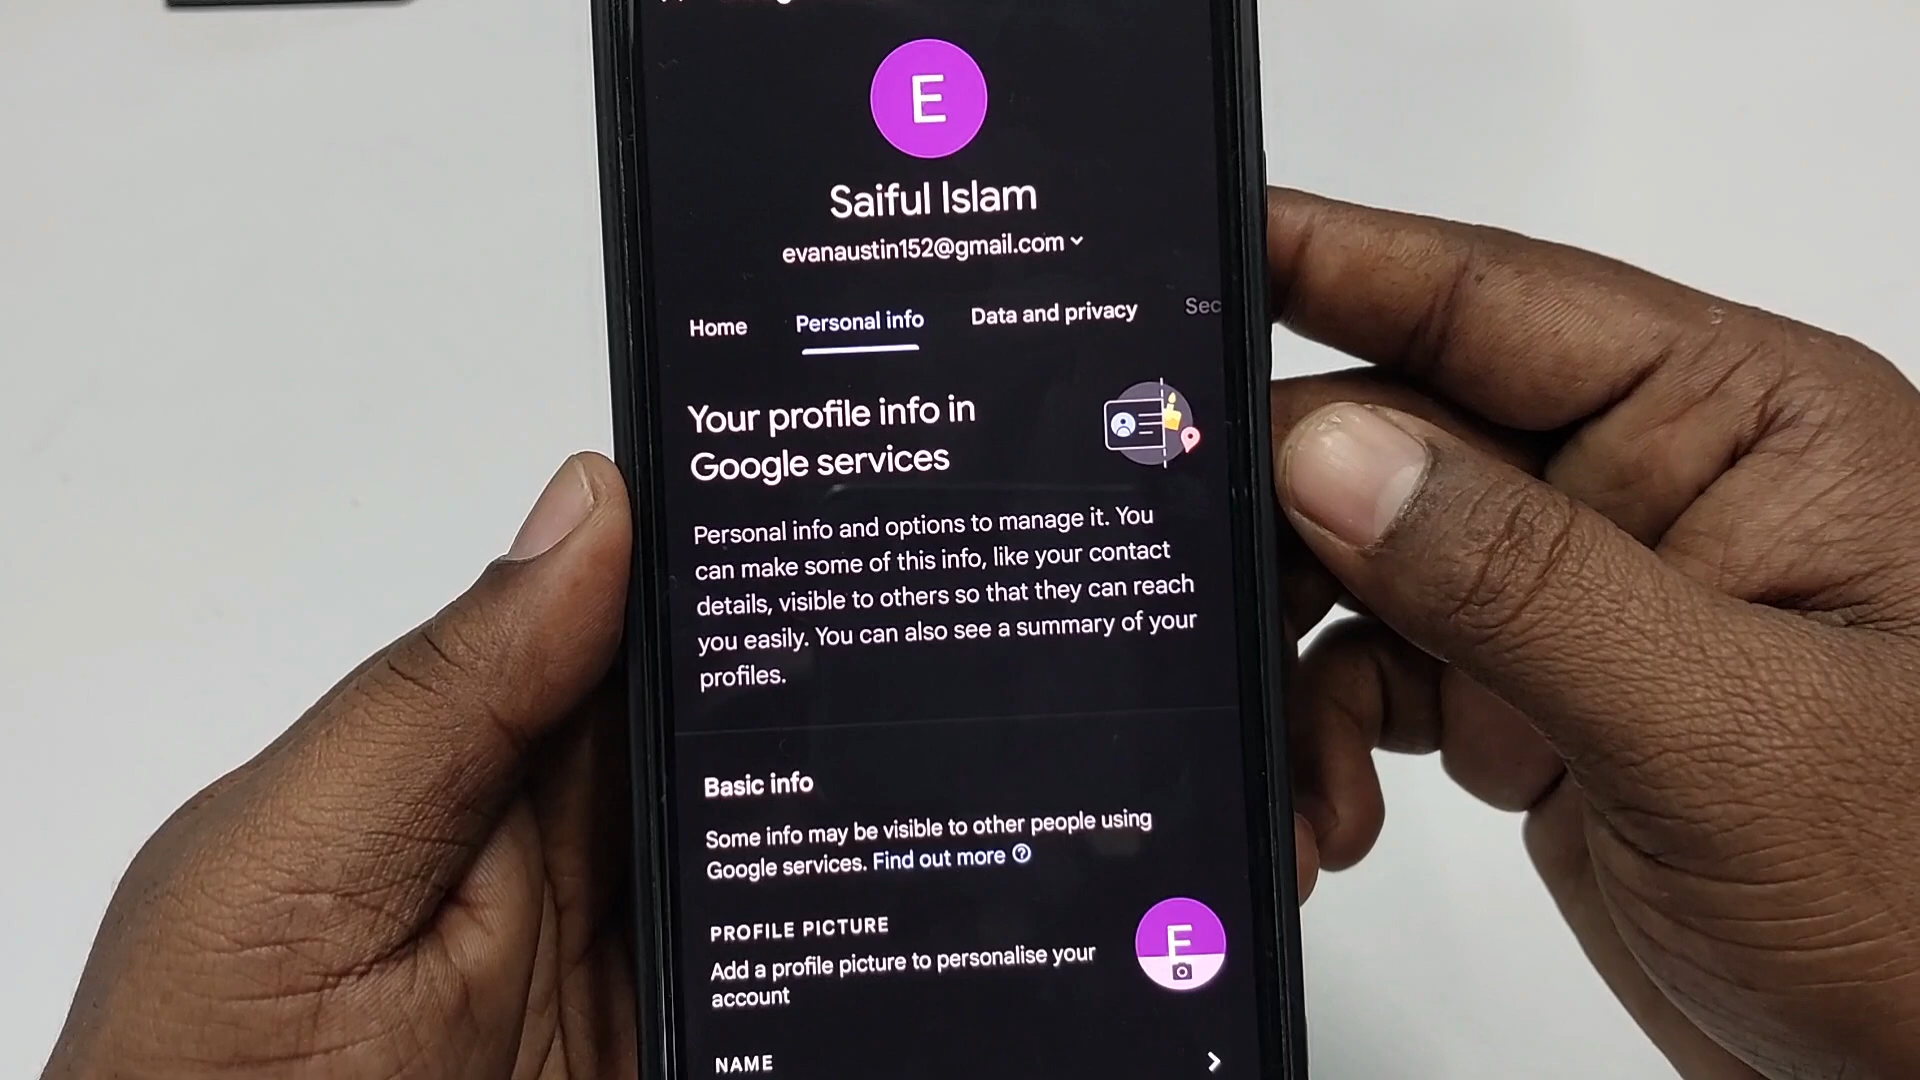 E
Saiful Islam
evanaustin152@gmail.com
Home Personal info Data and privacy Sec
Your profile info in
Google services
Personal info and options to manage it. You
can make some of this info, like your contact
details, visible to others so that they can reach
you easily. You can also see a summary of your
profiles.
Basic info
Some info may be visible to other people using
Google services. Find out more
PROFILE PICTURE
Add a profile picture to personalise your
account
E
NAME